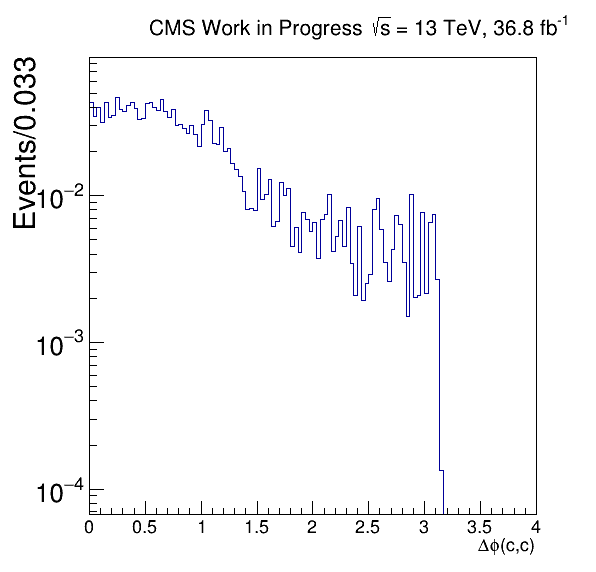 CMS Work in Progress √s = 13 TeV, 36.8 fb⁻¹
Events/0.033
10⁻²
10⁻³
10⁻⁴
0 0.5 1 1.5 2 2.5 3 3.5 4
Δϕ(c,c)